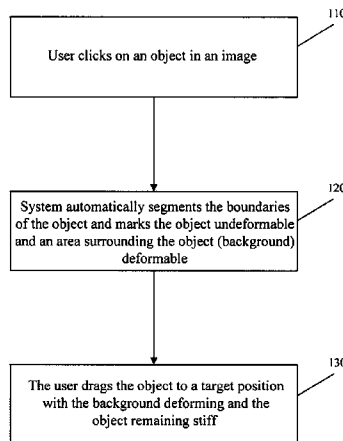 110
User clicks on an object in an image
120
System automatically segments the boundaries
of the object and marks the object undeformable
and an area surrounding the object (background)
deformable
130
The user drags the object to a target position
with the background deforming and the
object remaining stiff